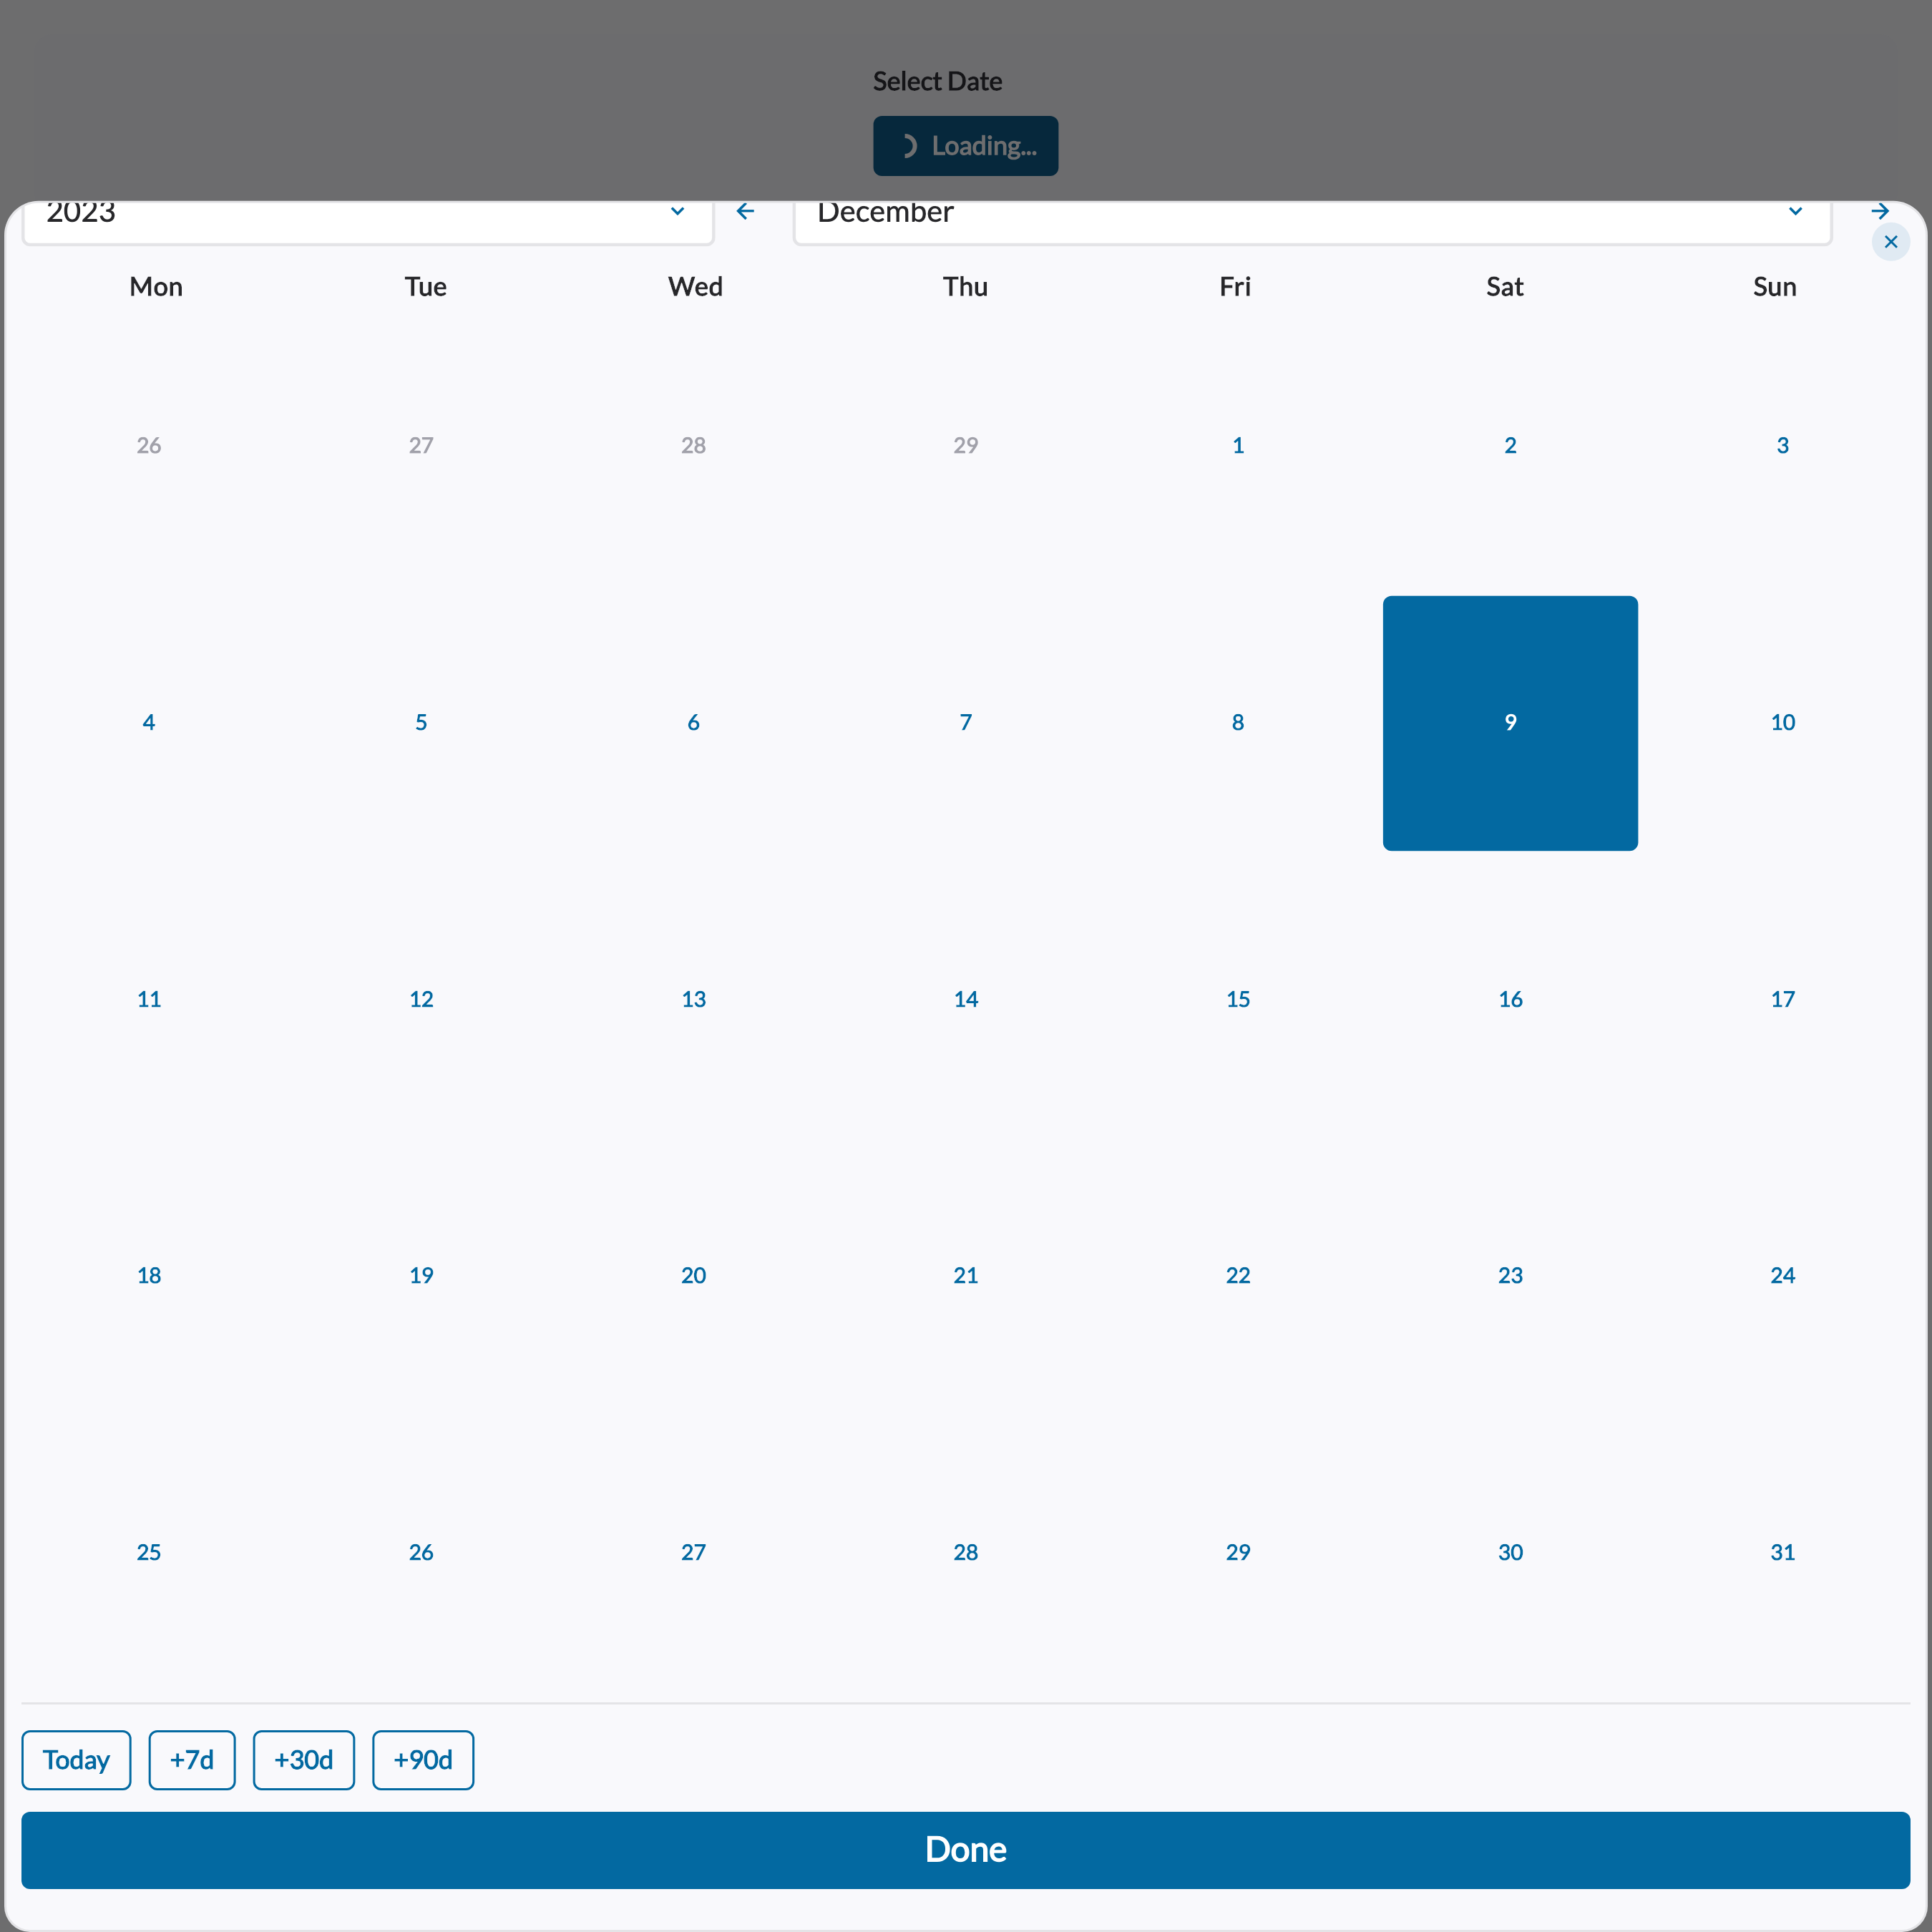 Select Date
Loading...
2023 December
Mon Tue Wed Thu Fri Sat Sun
26 27 28 29 1 2 3
4 5 6 7 8 9 10
11 12 13 14 15 16 17
18 19 20 21 22 23 24
25 26 27 28 29 30 31
Today +7d +30d +90d
Done